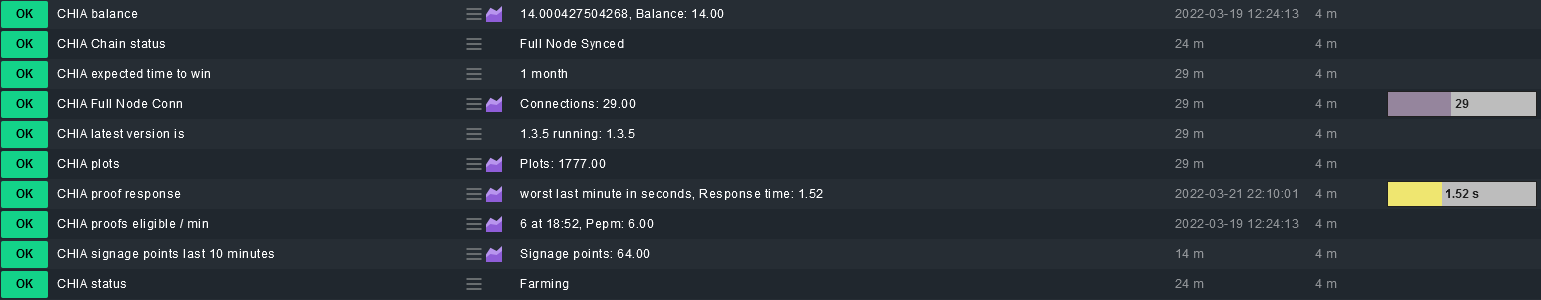 OK CHIA balance 14.000427504268, Balance: 14.00 2022-03-19 12:24:13 4 m
OK CHIA Chain status Full Node Synced 24 m 4 m
OK CHIA expected time to win 1 month 29 m 4 m
OK CHIA Full Node Conn Connections: 29.00 29 m 4 m 29
OK CHIA latest version is 1.3.5 running: 1.3.5 29 m 4 m
OK CHIA plots Plots: 1777.00 29 m 4 m
OK CHIA proof response worst last minute in seconds, Response time: 1.52 2022-03-21 22:10:01 4 m 1.52 s
OK CHIA proofs eligible / min 6 at 18:52, Pepm: 6.00 2022-03-19 12:24:13 4 m
OK CHIA signage points last 10 minutes Signage points: 64.00 14 m 4 m
OK CHIA status Farming 24 m 4 m